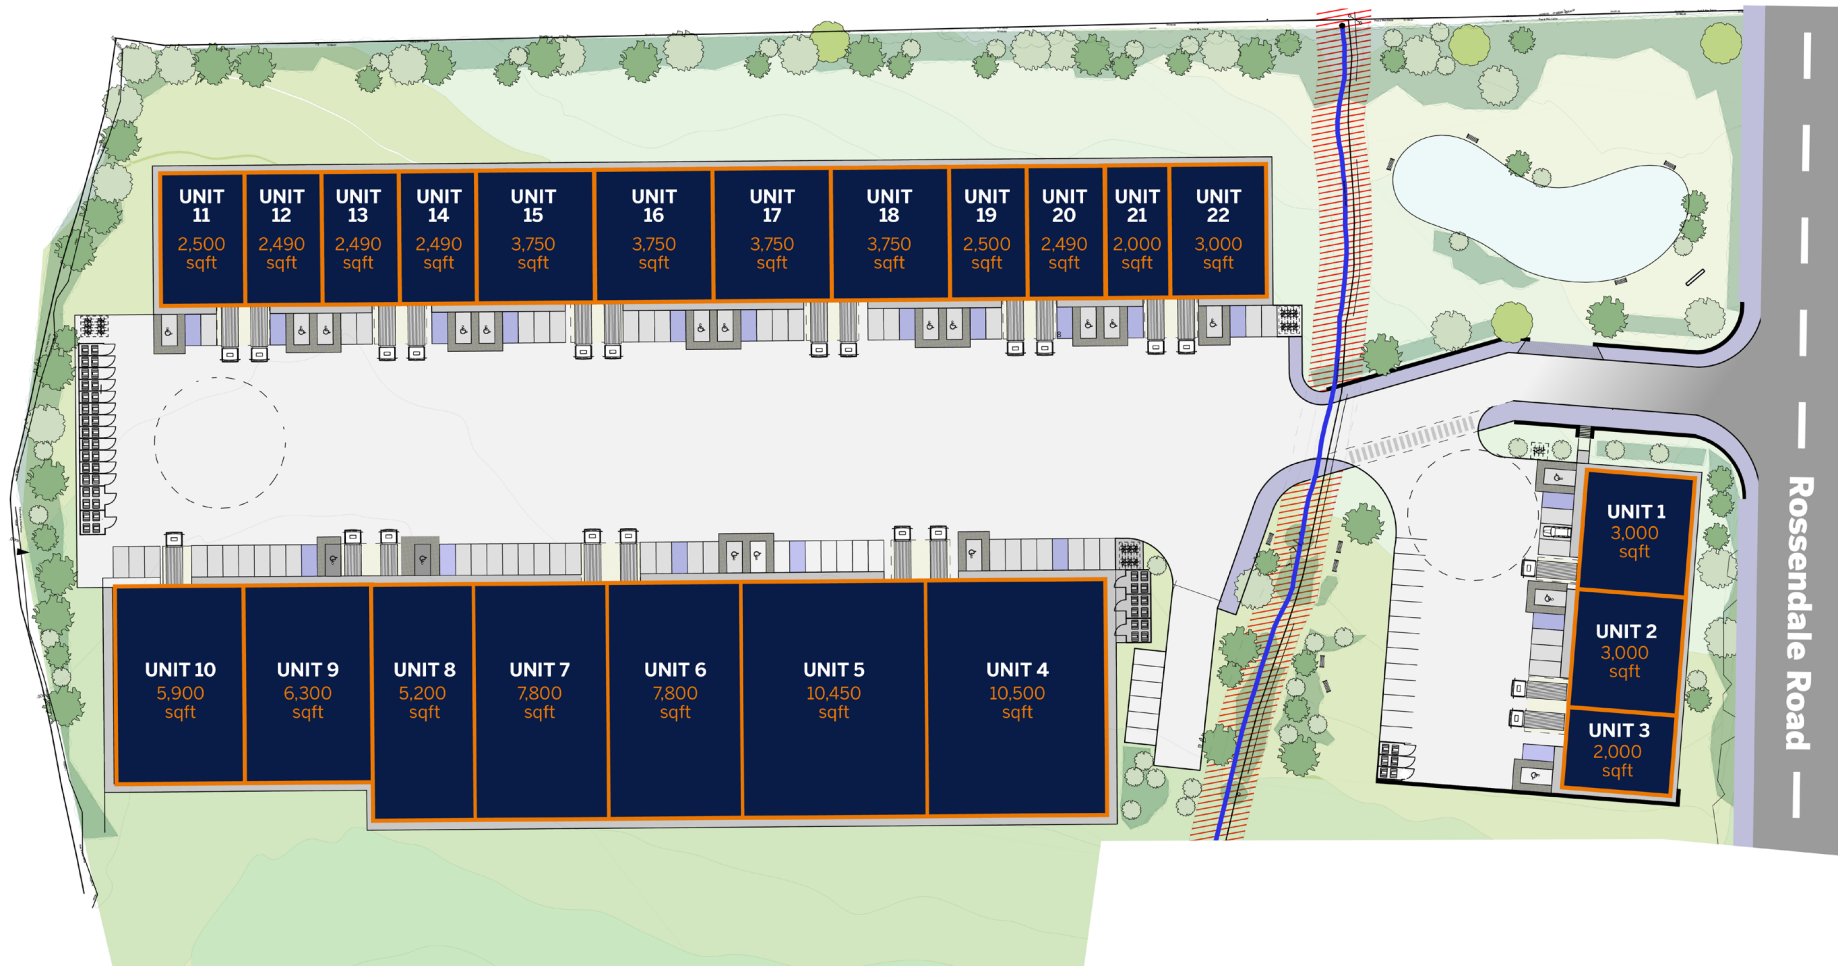 UNIT
11
2,500
sqft
UNIT
12
2,490
sqft
UNIT
13
2,490
sqft
UNIT
14
2,490
sqft
UNIT
15
3,750
sqft
UNIT
16
3,750
sqft
UNIT
17
3,750
sqft
UNIT
18
3,750
sqft
UNIT
19
2,500
sqft
UNIT
20
2,490
sqft
UNIT
21
2,000
sqft
UNIT
22
3,000
sqft
UNIT 10
5,900
sqft
UNIT 9
6,300
sqft
UNIT 8
5,200
sqft
UNIT 7
7,800
sqft
UNIT 6
7,800
sqft
UNIT 5
10,450
sqft
UNIT 4
10,500
sqft
UNIT 1
3,000
sqft
UNIT 2
3,000
sqft
UNIT 3
2,000
sqft
Rossendale Road